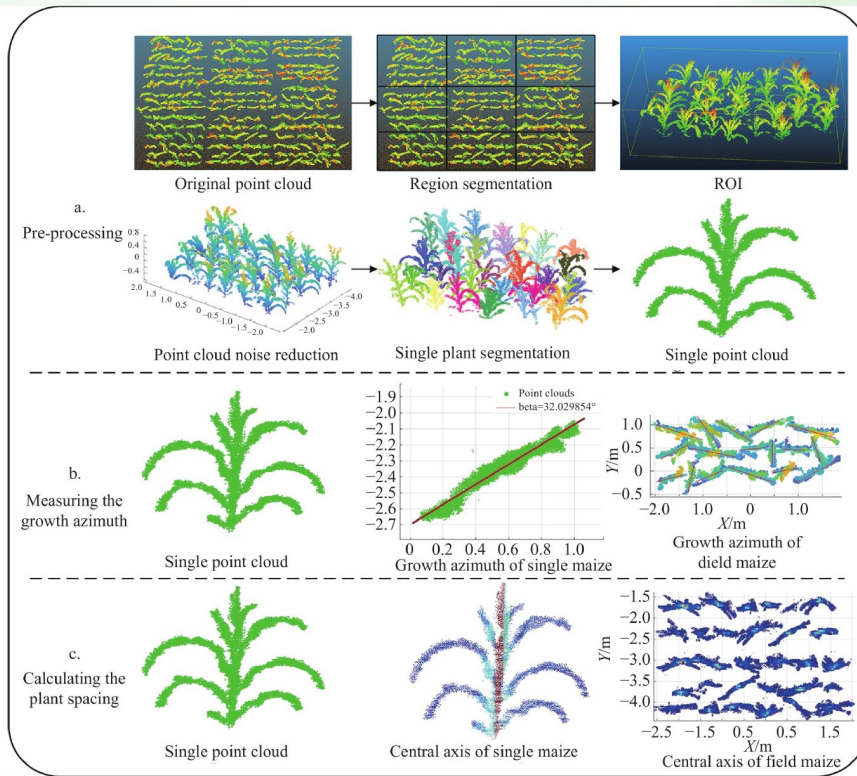 Original point cloud
Region segmentation
ROI
a.
Pre-processing
0.8
0.4
0
−0.4
2.0
1.5
1.0
0.5
0
−0.5
−1.0
−1.5
−2.0
−2.0
−2.5
−3.0
−3.5
−4.0
Point cloud noise reduction
Single plant segmentation
Single point cloud
b.
Measuring the
growth azimuth
Single point cloud
−1.9
−2.0
−2.1
−2.2
−2.3
−2.4
−2.5
−2.6
−2.7
Point clouds
beta=32.029854°
0 0.2 0.4 0.6 0.8 1.0
Growth azimuth of single maize
Y/m
1.0
0.5
0
−0.5
−2.0 −1.0 0 1.0
X/m
Growth azimuth of
dield maize
c.
Calculating the
plant spacing
Single point cloud
Central axis of single maize
Y/m
−1.5
−2.0
−2.5
−3.0
−3.5
−4.0
−2.5 −1.5 −0.5 0.5 1.5
X/m
Central axis of field maize